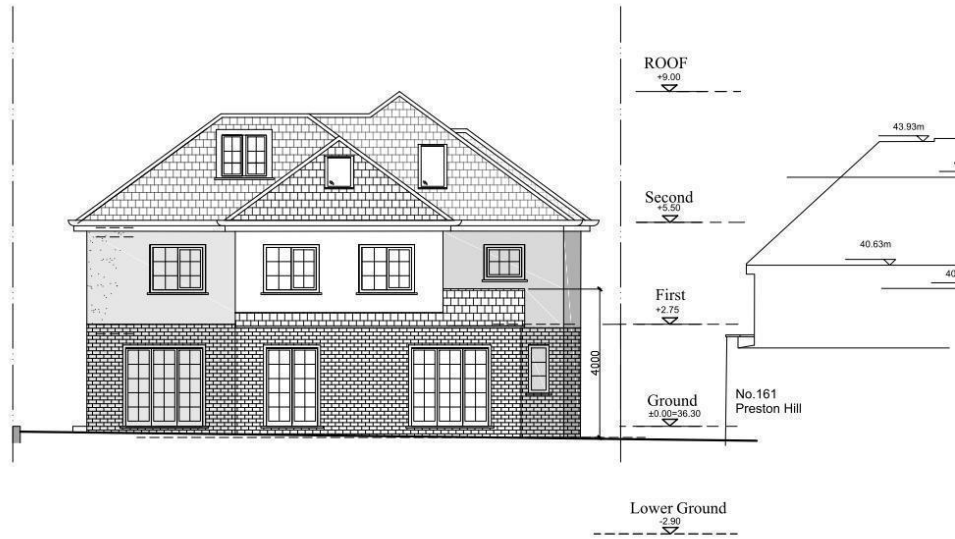 ROOF
+9.00
43.93m
Second
+5.50
40.63m
40
First
+2.75
4000
Ground
±0.00=36.30
No.161
Preston Hill
Lower Ground
-2.90